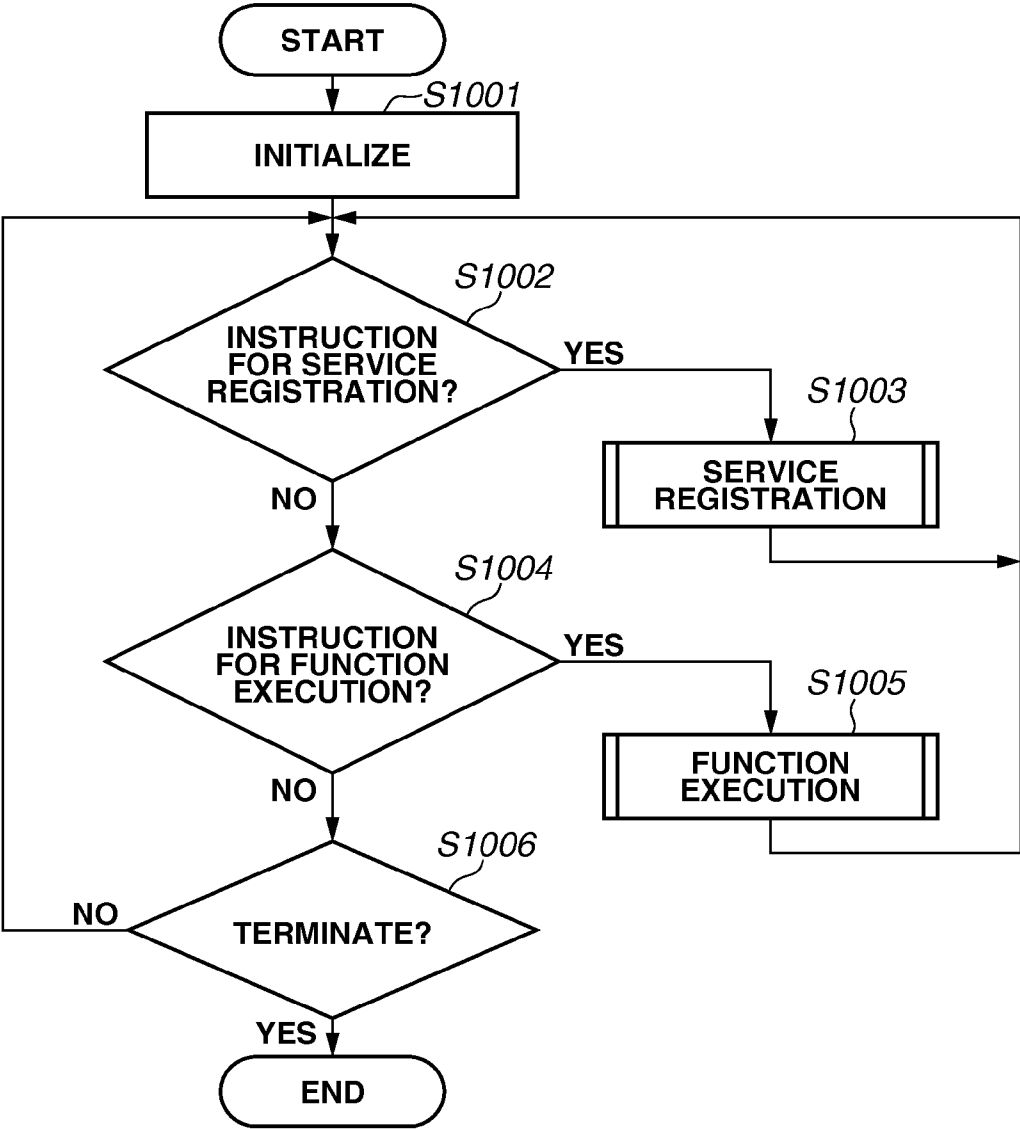 START
S1001
INITIALIZE
S1002
INSTRUCTION
FOR SERVICE
REGISTRATION?
YES
S1003
SERVICE
REGISTRATION
NO
S1004
INSTRUCTION
FOR FUNCTION
EXECUTION?
YES
S1005
FUNCTION
EXECUTION
NO
S1006
TERMINATE?
NO
YES
END